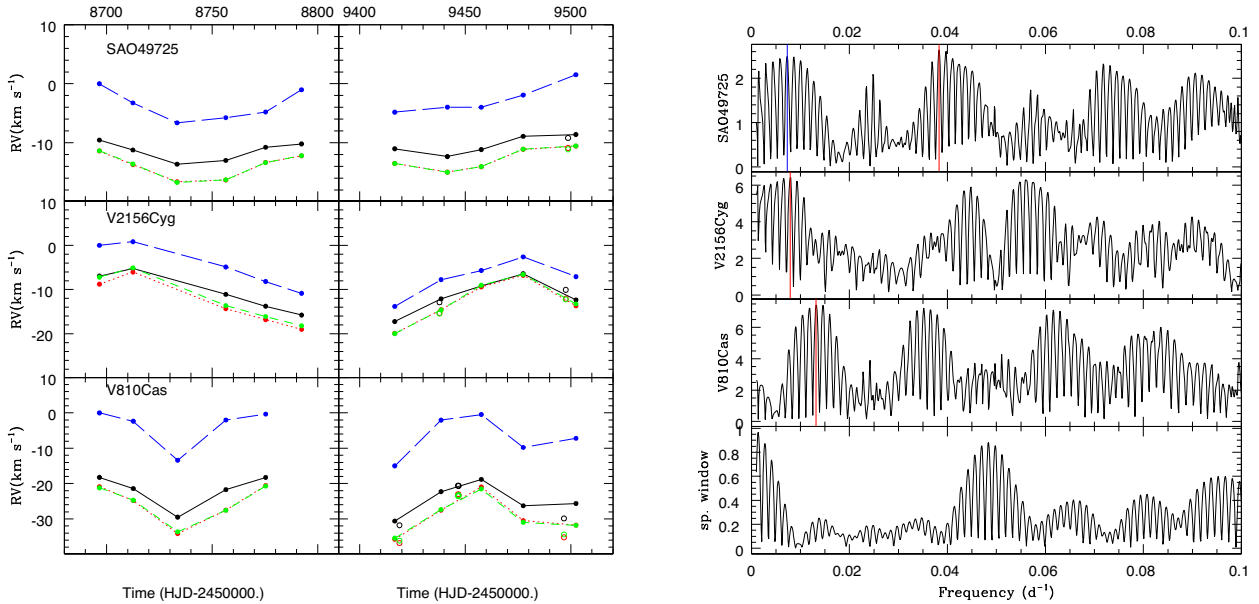 8700 8750 8800 9400 9450 9500
10
SAO49725
0
-10
RV(km s⁻¹)
10
V2156Cyg
0
-10
-20
RV(km s⁻¹)
10
V810Cas
0
-10
-20
-30
RV(km s⁻¹)
Time (HJD-2450000.) Time (HJD-2450000.)
0 0.02 0.04 0.06 0.08 0.1
2
1
0
SAO49725
6
4
2
0
V2156Cyg
6
4
2
0
V810Cas
0.8
0.6
0.4
0.2
0
sp. window
0 0.02 0.04 0.06 0.08 0.1
Frequency (d⁻¹)